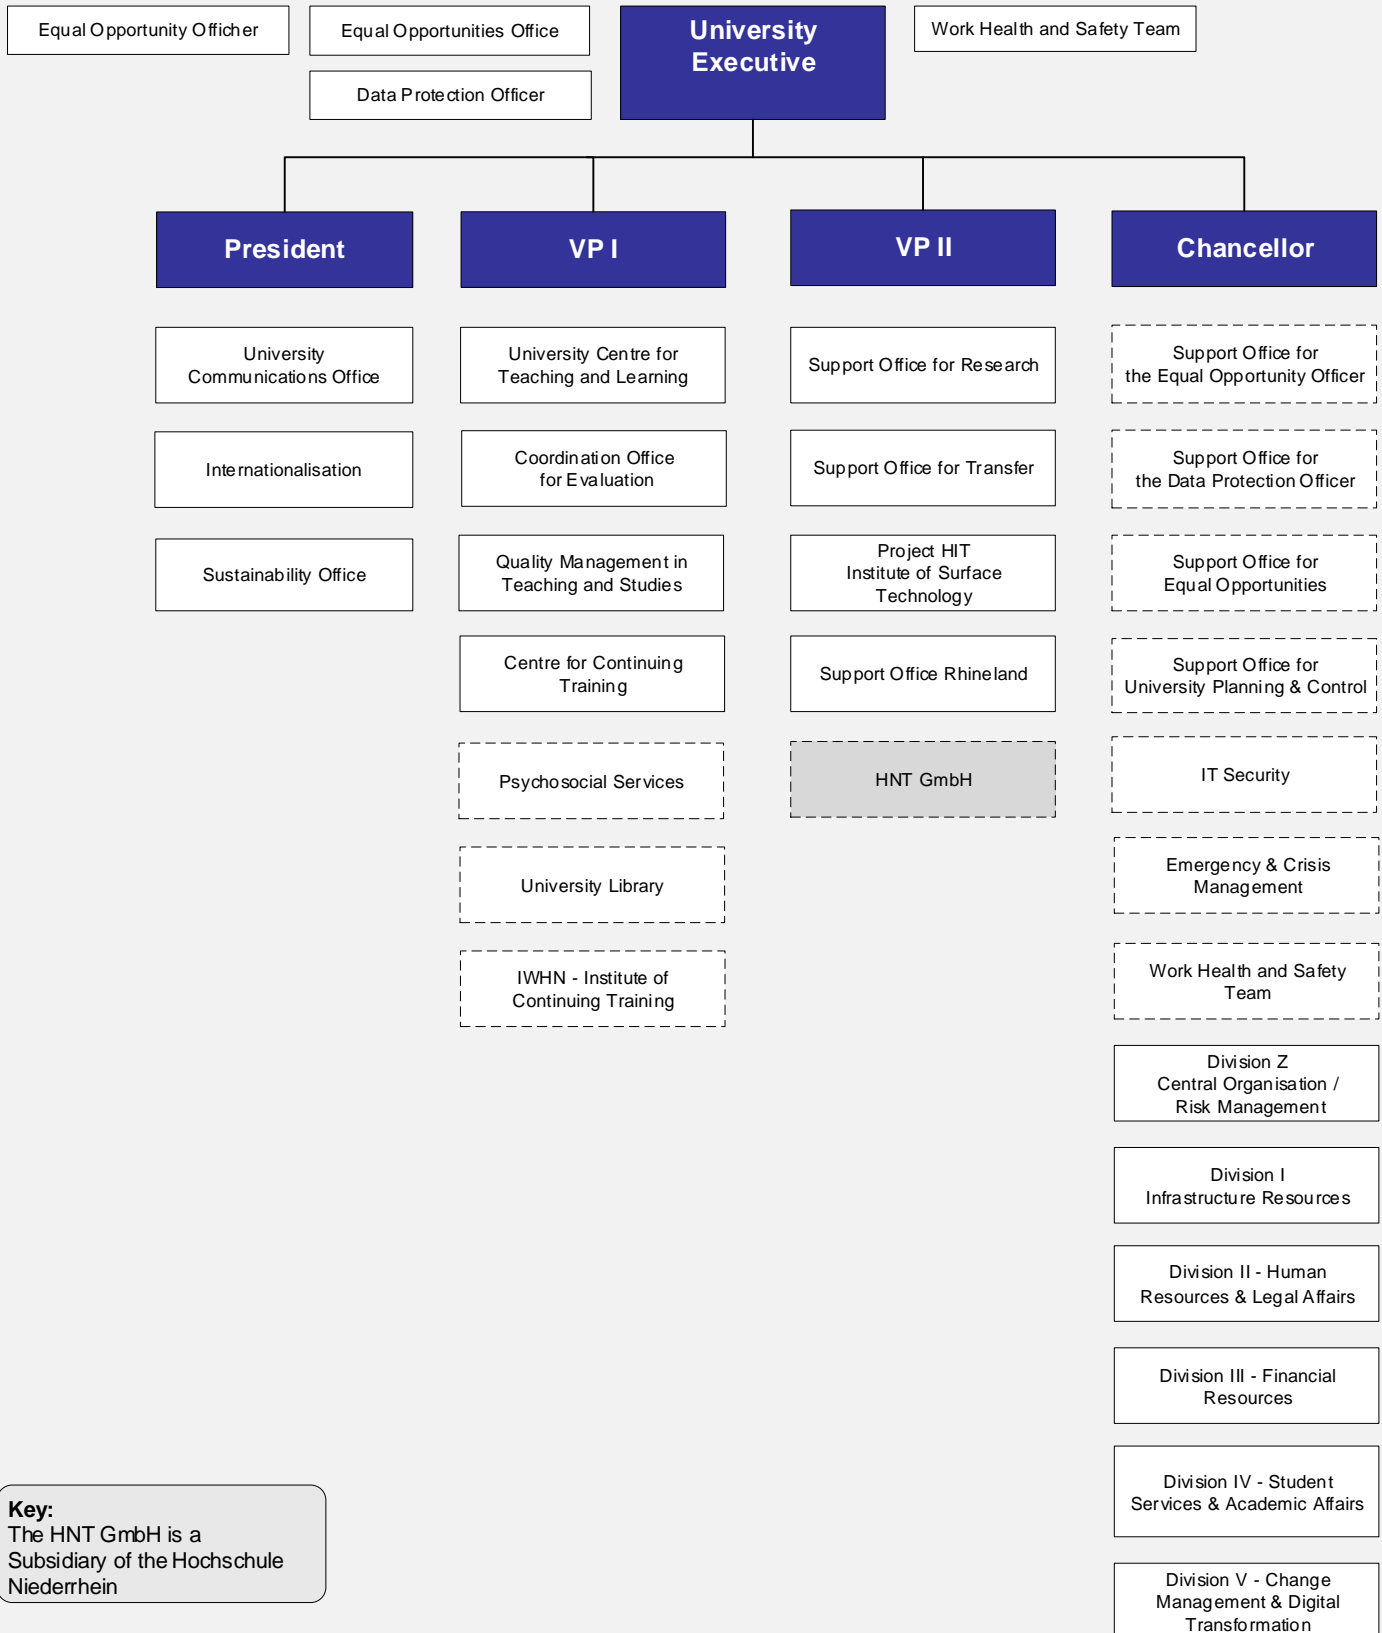 Equal Opportunity Officher
Equal Opportunities Office
Data Protection Officer
University
Executive
Work Health and Safety Team
President
VP I
VP II
Chancellor
University
Communications Office
Internationalisation
Sustainability Office
University Centre for
Teaching and Learning
Coordination Office
for Evaluation
Quality Management in
Teaching and Studies
Centre for Continuing
Training
Psychosocial Services
University Library
IWHN - Institute of
Continuing Training
Support Office for Research
Support Office for Transfer
Project HIT
Institute of Surface
Technology
Support Office Rhineland
HNT GmbH
Support Office for
the Equal Opportunity Officer
Support Office for
the Data Protection Officer
Support Office for
Equal Opportunities
Support Office for
University Planning & Control
IT Security
Emergency & Crisis
Management
Work Health and Safety
Team
Division Z
Central Organisation /
Risk Management
Division I
Infrastructure Resources
Division II - Human
Resources & Legal Affairs
Division III - Financial
Resources
Division IV - Student
Services & Academic Affairs
Division V - Change
Management & Digital
Transformation
Key:
The HNT GmbH is a
Subsidiary of the Hochschule
Niederrhein